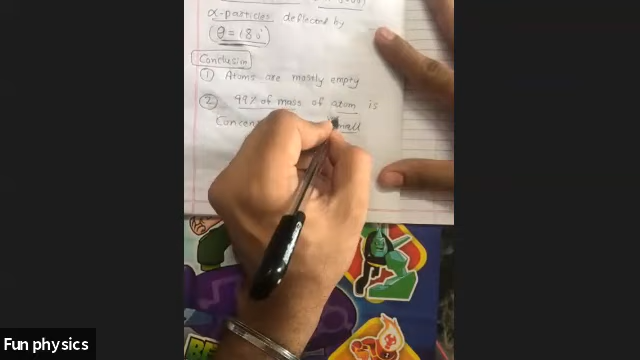 α-particles deflected by
(θ = 180°)
Conclusion
① Atoms are mostly empty
② 99% of mass of atom is
small
Fun physics